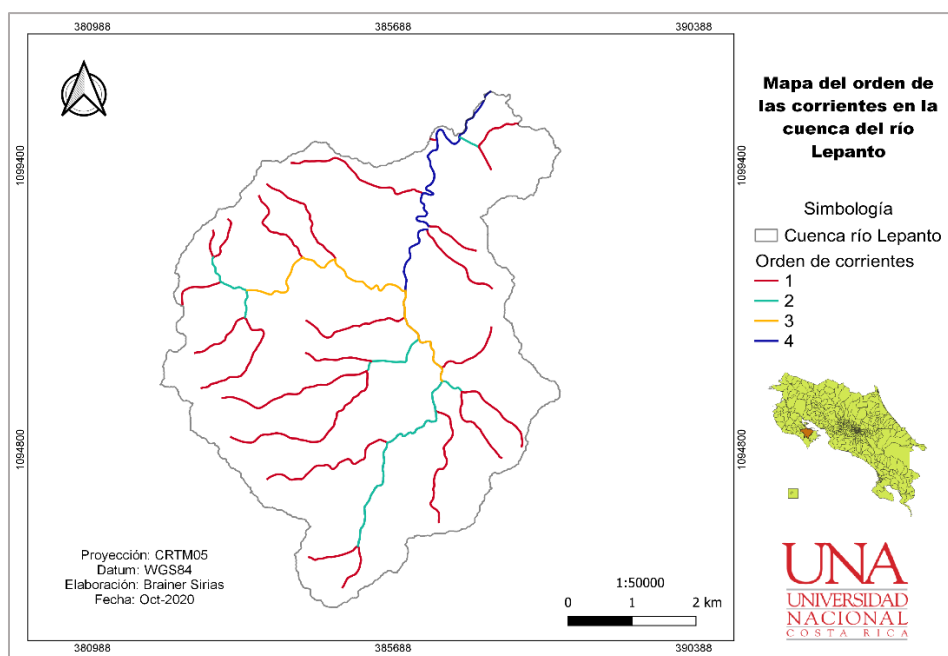 380988
385688
390388
1099400
1094800
1099400
1094800
Mapa del orden de
las corrientes en la
cuenca del río
Lepanto
Simbología
Cuenca río Lepanto
Orden de corrientes
1
2
3
4
Proyección: CRTM05
Datum: WGS84
Elaboración: Brainer Sirias
Fecha: Oct-2020
1:50000
0 1 2 km
UNA
UNIVERSIDAD
NACIONAL
COSTA RICA
380988
385688
390388